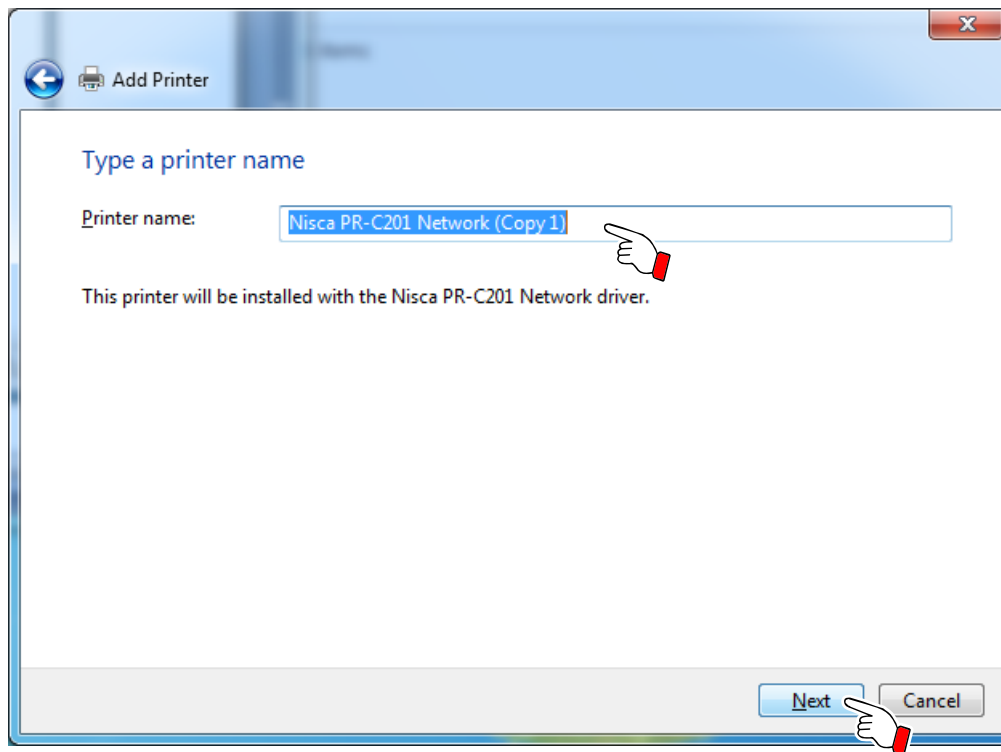 Add Printer
Type a printer name
Printer name: Nisca PR-C201 Network (Copy 1)
This printer will be installed with the Nisca PR-C201 Network driver.
Next Cancel